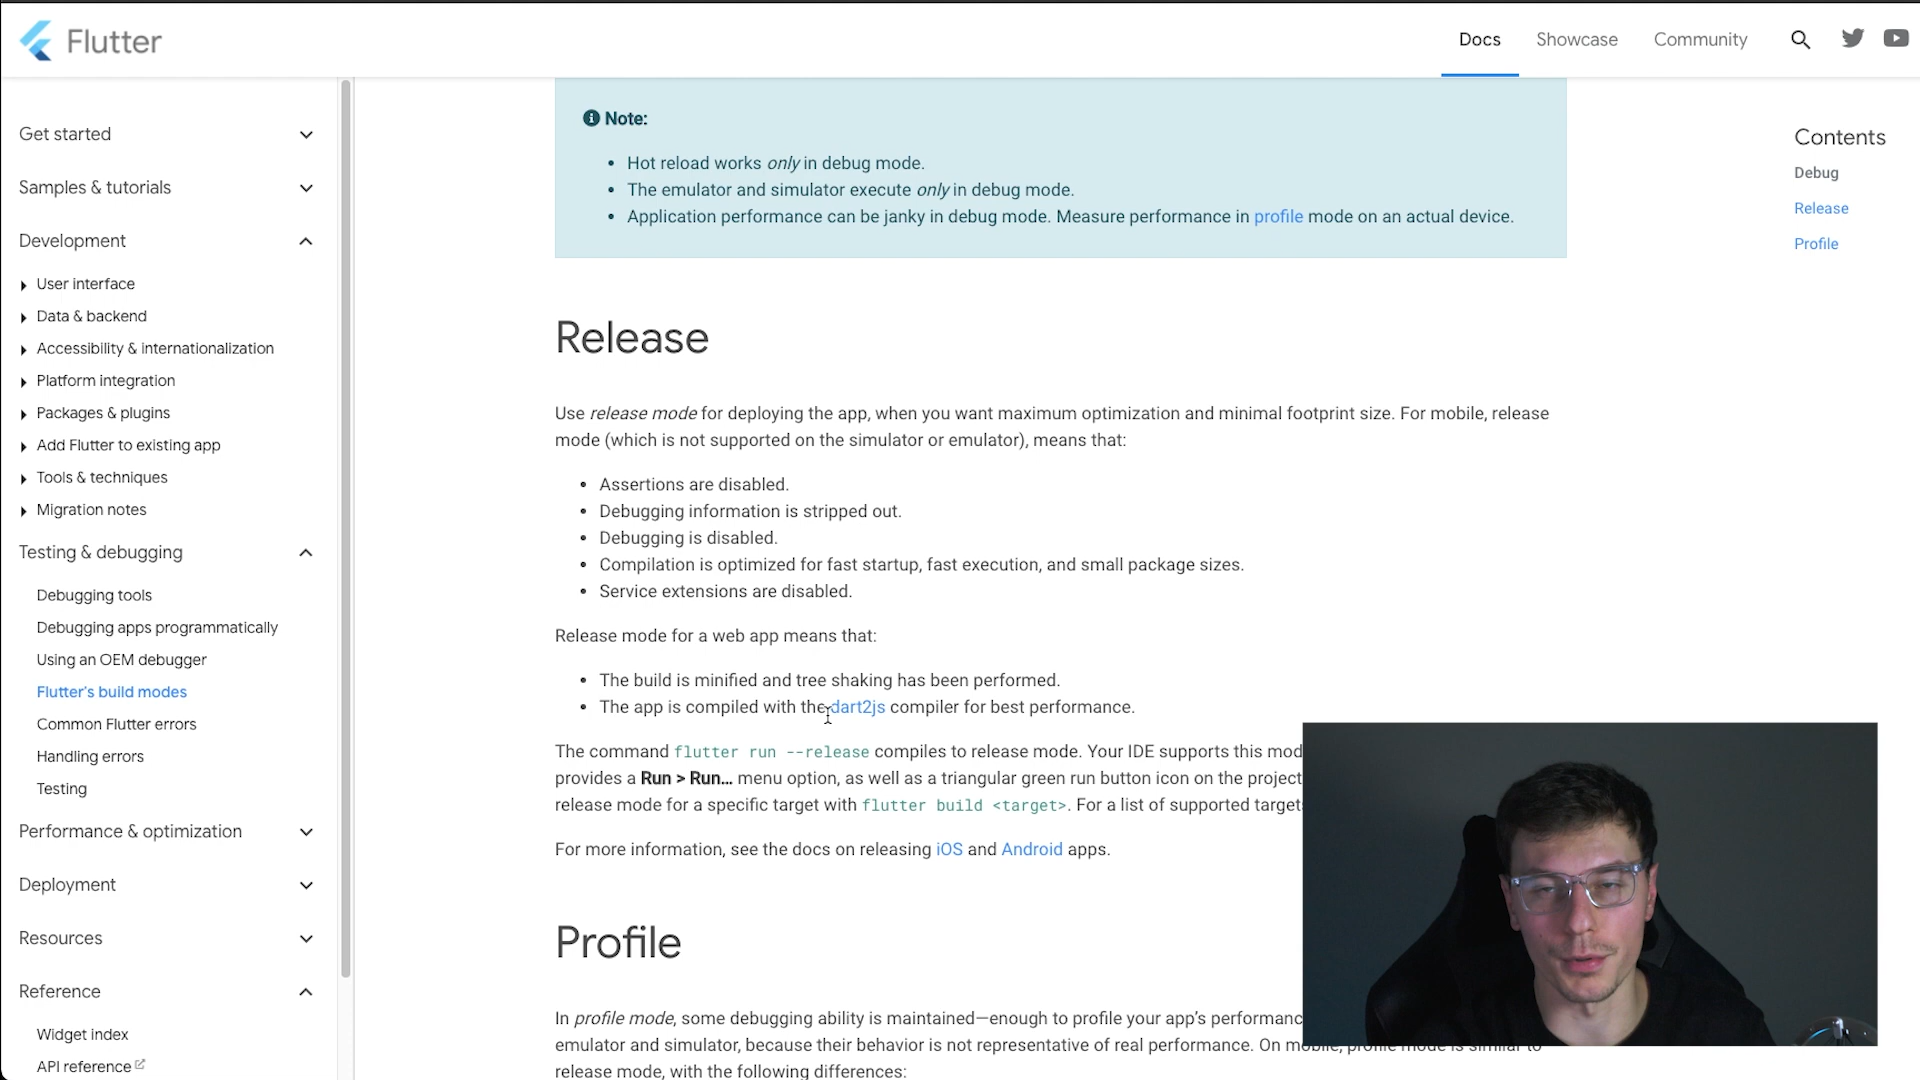 Flutter
Docs
Showcase
Community
Get started
Samples & tutorials
Development
User interface
Data & backend
Accessibility & internationalization
Platform integration
Packages & plugins
Add Flutter to existing app
Tools & techniques
Migration notes
Testing & debugging
Debugging tools
Debugging apps programmatically
Using an OEM debugger
Flutter's build modes
Common Flutter errors
Handling errors
Testing
Performance & optimization
Deployment
Resources
Reference
Widget index
API reference
Note:
• Hot reload works only in debug mode.
• The emulator and simulator execute only in debug mode.
• Application performance can be janky in debug mode. Measure performance in profile mode on an actual device.
Release
Use release mode for deploying the app, when you want maximum optimization and minimal footprint size. For mobile, release
mode (which is not supported on the simulator or emulator), means that:
• Assertions are disabled.
• Debugging information is stripped out.
• Debugging is disabled.
• Compilation is optimized for fast startup, fast execution, and small package sizes.
• Service extensions are disabled.
Release mode for a web app means that:
• The build is minified and tree shaking has been performed.
• The app is compiled with the dart2js compiler for best performance.
The command flutter run --release compiles to release mode. Your IDE supports this mod
provides a Run > Run... menu option, as well as a triangular green run button icon on the project
release mode for a specific target with flutter build <target>. For a list of supported target
For more information, see the docs on releasing iOS and Android apps.
Profile
In profile mode, some debugging ability is maintained—enough to profile your app's performanc
emulator and simulator, because their behavior is not representative of real performance. On mobile, profile mode is similar to
release mode, with the following differences:
Contents
Debug
Release
Profile